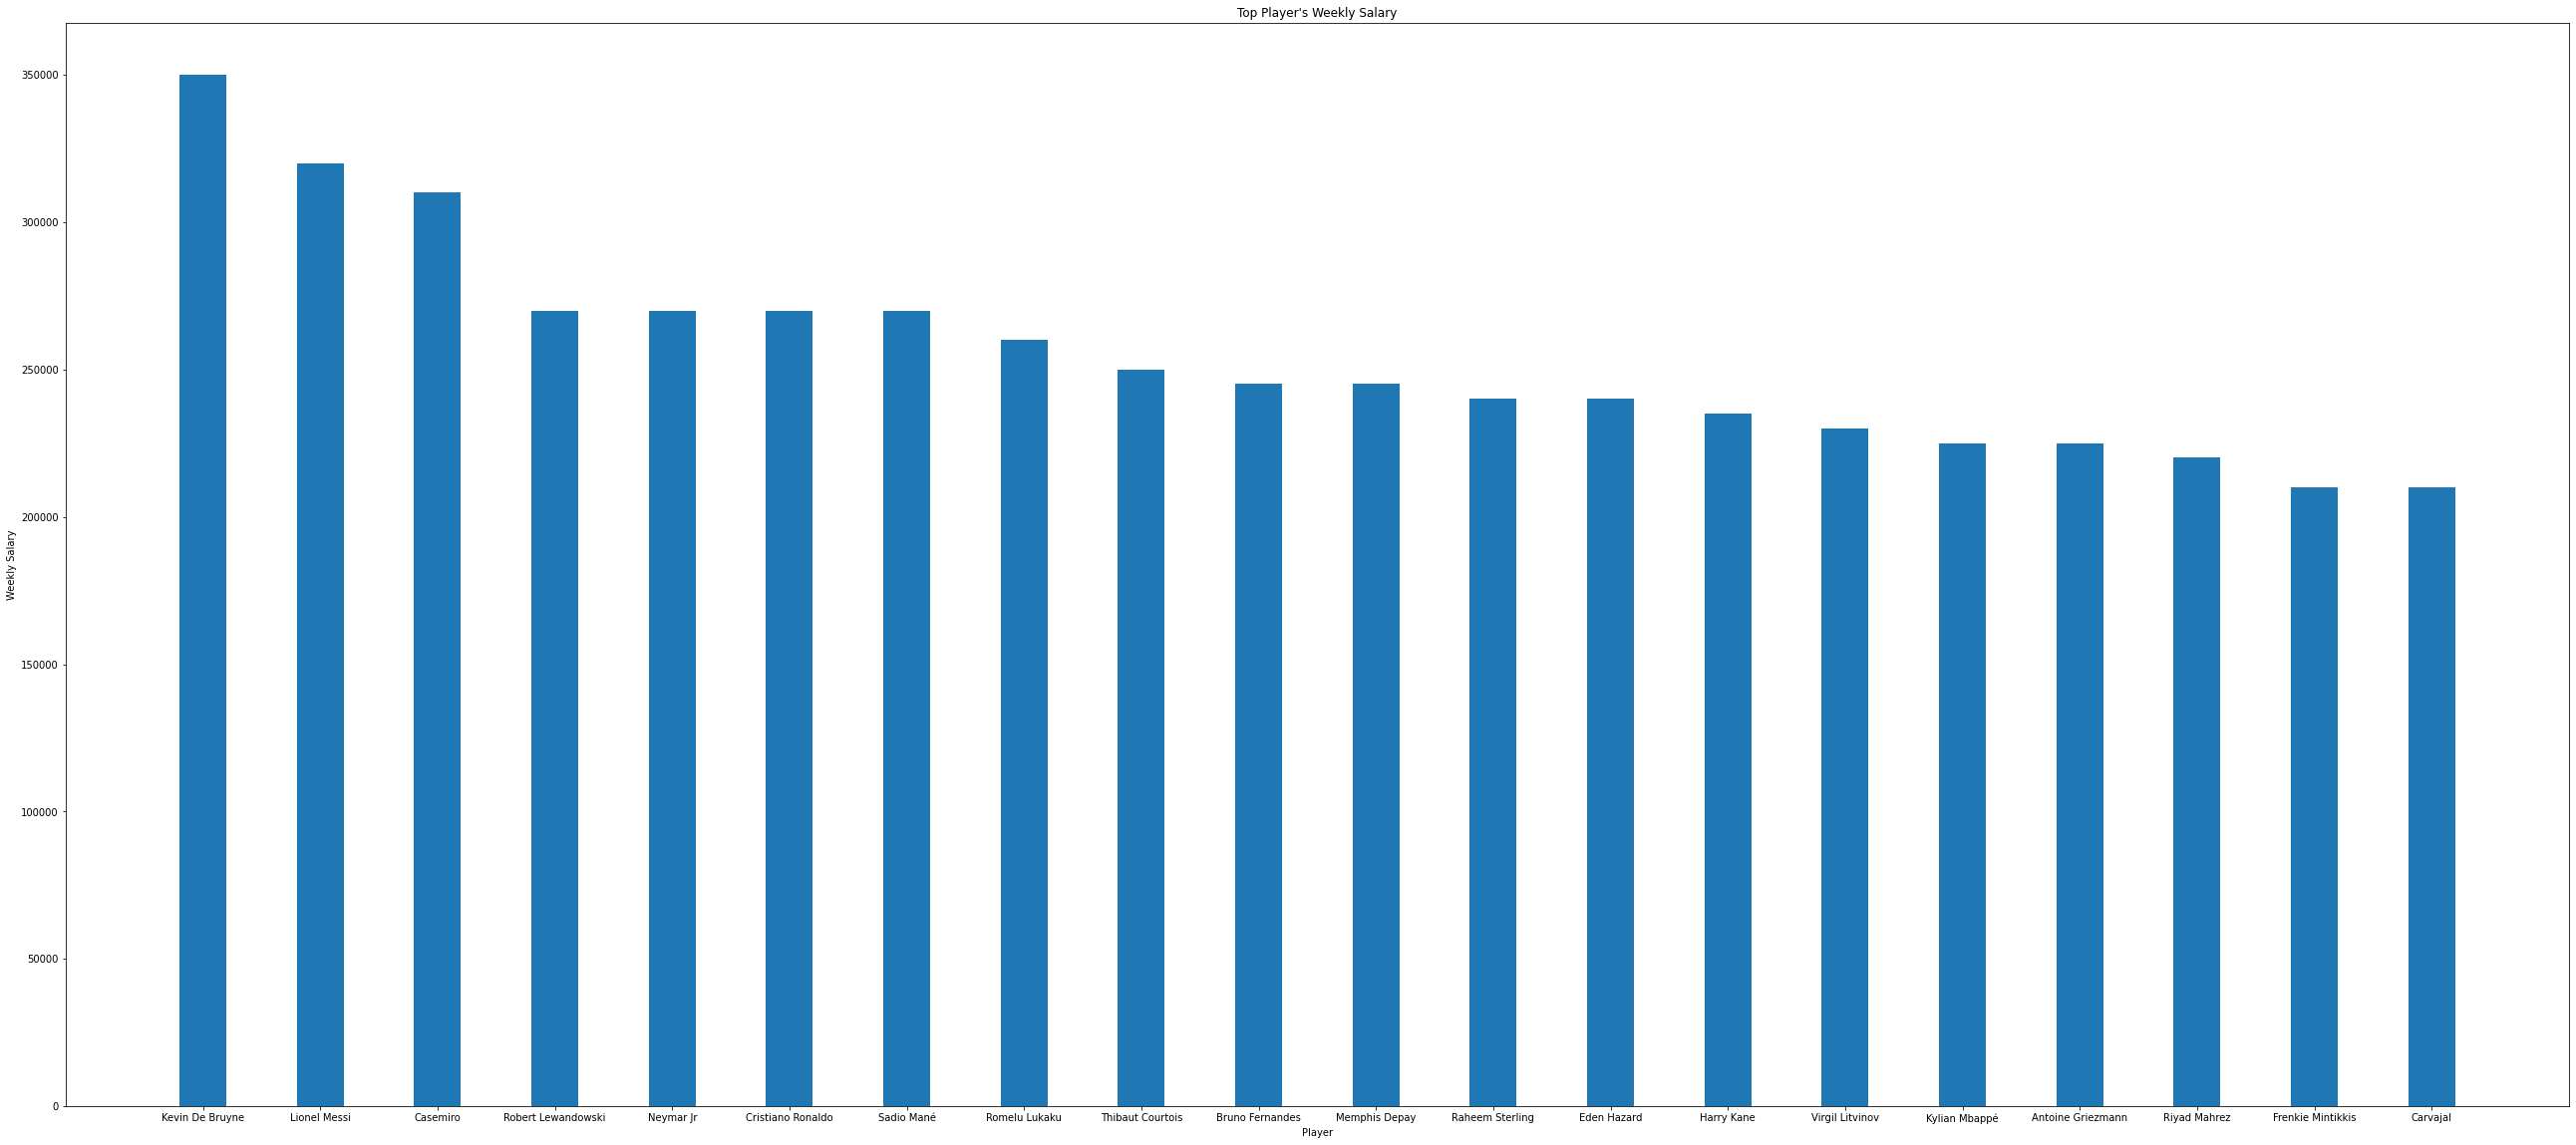 Top Player's Weekly Salary
350000
300000
250000
200000
150000
100000
50000
0
Weekly Salary
Kevin De Bruyne Lionel Messi Casemiro Robert Lewandowski Neymar Jr Cristiano Ronaldo Sadio Mané Romelu Lukaku Thibaut Courtois Bruno Fernandes Memphis Depay Raheem Sterling Eden Hazard Harry Kane Virgil Litvinov Kylian Mbappé Antoine Griezmann Riyad Mahrez Frenkie Mintikkis Carvajal
Player